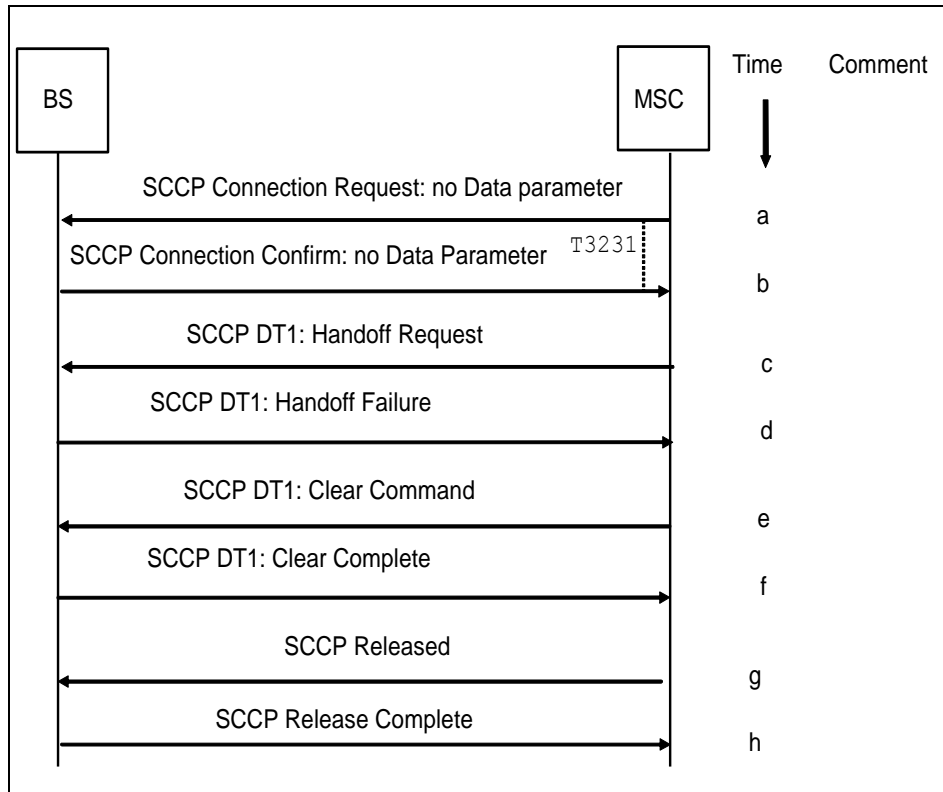 Time Comment
BS MSC
SCCP Connection Request: no Data parameter
a
T3231
SCCP Connection Confirm: no Data Parameter
b
SCCP DT1: Handoff Request
c
SCCP DT1: Handoff Failure
d
SCCP DT1: Clear Command
e
SCCP DT1: Clear Complete
f
SCCP Released
g
SCCP Release Complete
h